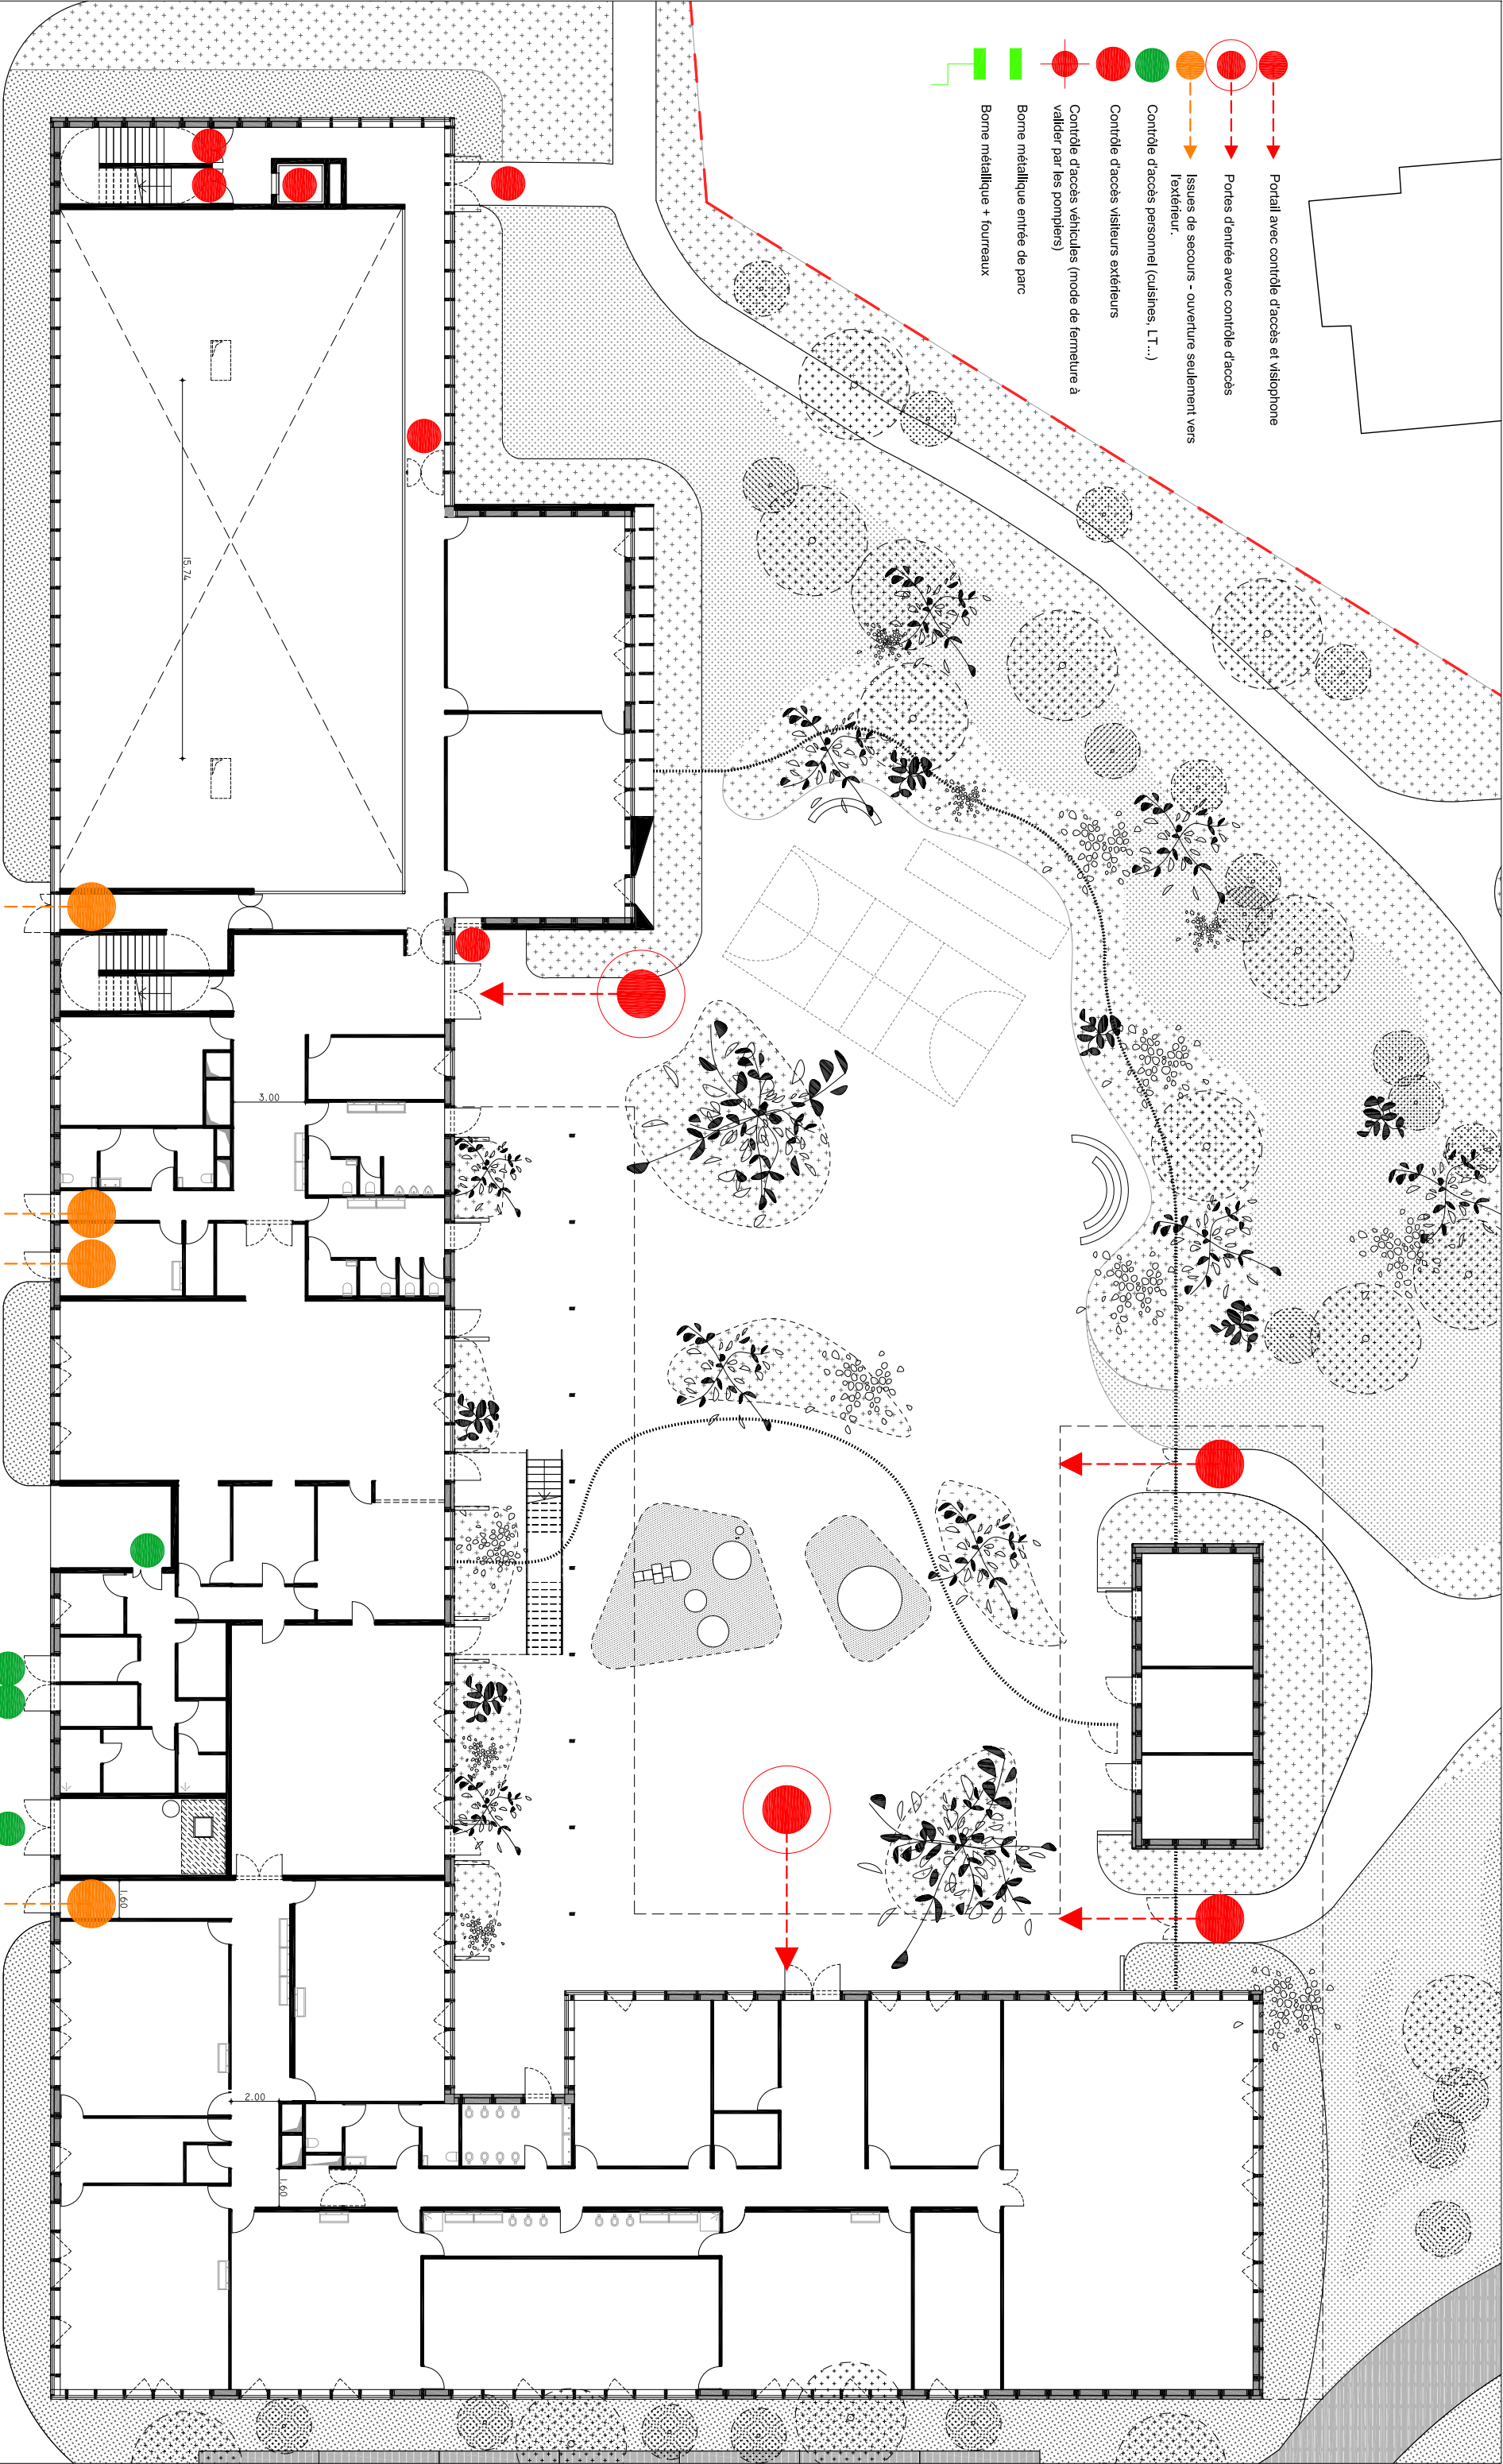 Portail avec contrôle d'accès et visiophone
Portes d'entrée avec contrôle d'accès
Issues de secours - ouverture seulement vers
l'extérieur.
Contrôle d'accès personnel (cuisines, LT...)
Contrôle d'accès visiteurs extérieurs
Contrôle d'accès véhicules (mode de fermeture à
valider par les pompiers)
Borne métallique entrée de parc
Borne métallique + fourreaux
15.74
3.00
1.60
2.00
1.60